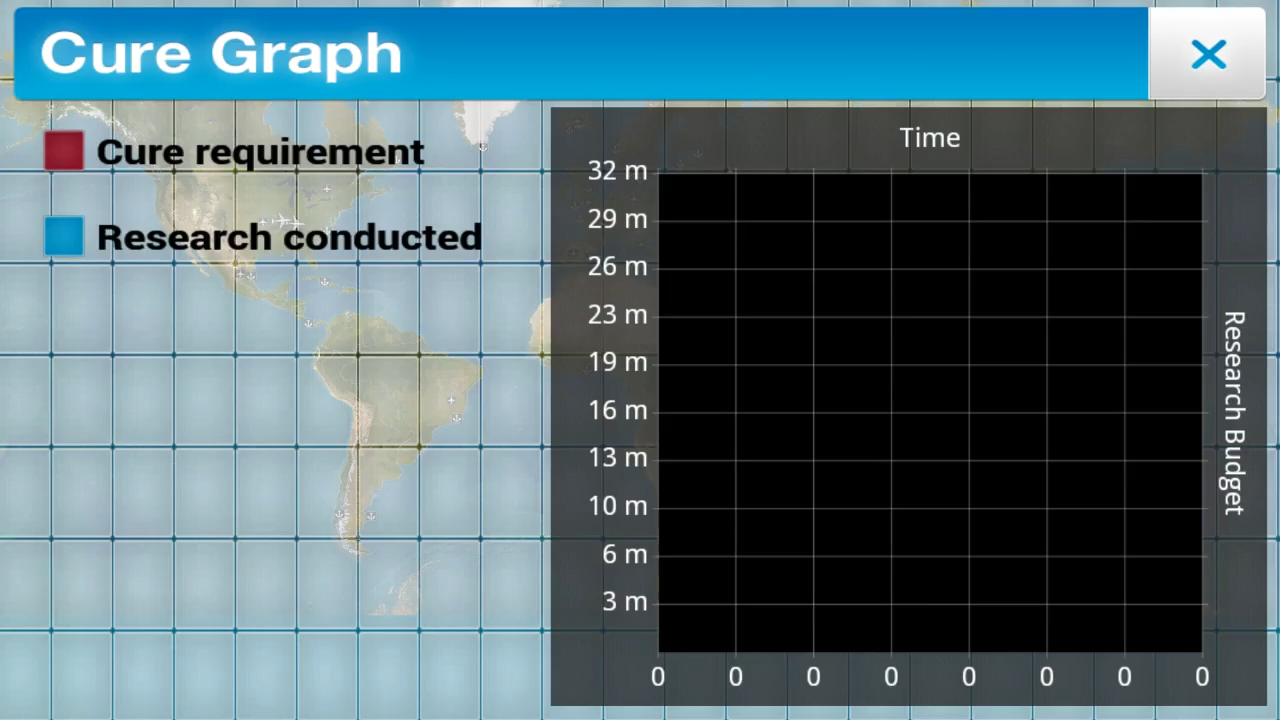 Cure Graph
Cure requirement
Research conducted
Time
32 m
29 m
26 m
23 m
19 m
16 m
13 m
10 m
6 m
3 m
0 0 0 0 0 0 0 0
Research Budget